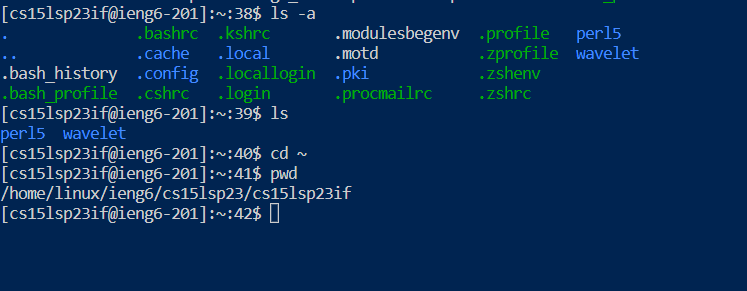 [cs15lsp23if@ieng6-201]:~:38$ ls -a
.                .bashrc  .kshrc       .modulesbegenv  .profile   perl5
..               .cache   .local       .motd           .zprofile  wavelet
.bash_history    .config  .locallogin  .pki            .zshenv
.bash_profile    .cshrc   .login       .procmailrc     .zshrc
[cs15lsp23if@ieng6-201]:~:39$ ls
perl5  wavelet
[cs15lsp23if@ieng6-201]:~:40$ cd ~
[cs15lsp23if@ieng6-201]:~:41$ pwd
/home/linux/ieng6/cs15lsp23/cs15lsp23if
[cs15lsp23if@ieng6-201]:~:42$